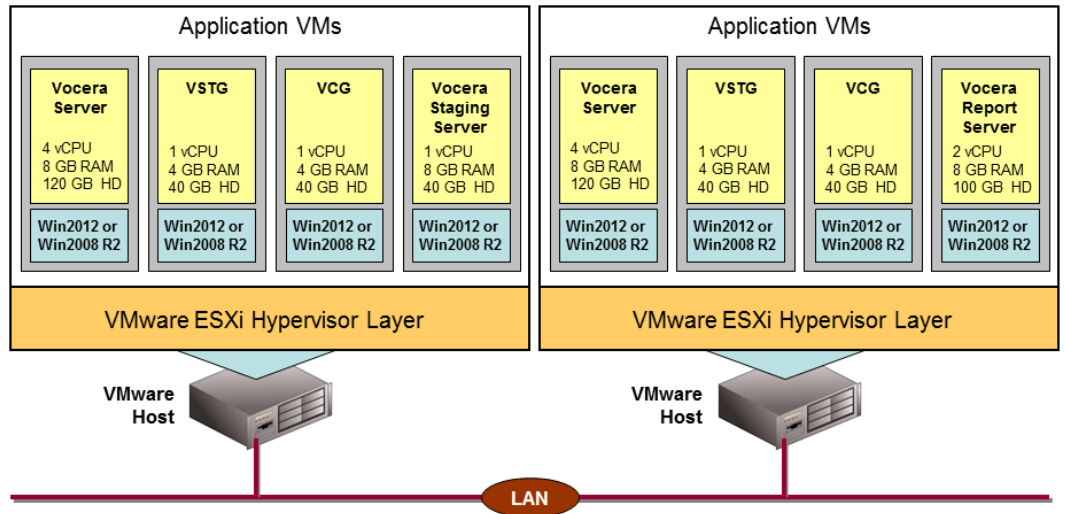 Application VMs
Vocera
Server
4 vCPU
8 GB RAM
120 GB HD
Win2012 or
Win2008 R2
VSTG
1 vCPU
4 GB RAM
40 GB HD
Win2012 or
Win2008 R2
VCG
1 vCPU
4 GB RAM
40 GB HD
Win2012 or
Win2008 R2
Vocera
Staging
Server
1 vCPU
8 GB RAM
40 GB HD
Win2012 or
Win2008 R2
VMware ESXi Hypervisor Layer
VMware
Host
Application VMs
Vocera
Server
4 vCPU
8 GB RAM
120 GB HD
Win2012 or
Win2008 R2
VSTG
1 vCPU
4 GB RAM
40 GB HD
Win2012 or
Win2008 R2
VCG
1 vCPU
4 GB RAM
40 GB HD
Win2012 or
Win2008 R2
Vocera
Report
Server
2 vCPU
8 GB RAM
100 GB HD
Win2012 or
Win2008 R2
VMware ESXi Hypervisor Layer
VMware
Host
LAN